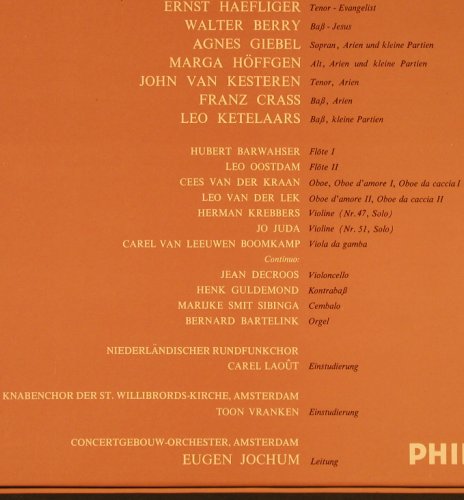 ERNST HAEFLIGER Tenor - Evangelist
WALTER BERRY Baß - Jesus
AGNES GIEBEL Sopran, Arien und kleine Partien
MARGA HÖFFGEN Alt, Arien und kleine Partien
JOHN VAN KESTEREN Tenor, Arien
FRANZ CRASS Baß, Arien
LEO KETELAARS Baß, kleine Partien
HUBERT BARWAHSER Flöte I
LEO OOSTDAM Flöte II
CEES VAN DER KRAAN Oboe, Oboe d'amore I, Oboe da caccia I
LEO VAN DER LEK Oboe d'amore II, Oboe da caccia II
HERMAN KREBBERS Violine (Nr. 47, Solo)
JO JUDA Violine (Nr. 51, Solo)
CAREL VAN LEEUWEN BOOMKAMP Viola da gamba
Continuo:
JEAN DECROOS Violoncello
HENK GULDEMOND Kontrabaß
MARIJKE SMIT SIBINGA Cembalo
BERNARD BARTELINK Orgel
NIEDERLÄNDISCHER RUNDFUNKCHOR
CAREL LAOÛT Einstudierung
KNABENCHOR DER ST. WILLIBRORDS-KIRCHE, AMSTERDAM
TOON VRANKEN Einstudierung
CONCERTGEBOUW-ORCHESTER, AMSTERDAM
EUGEN JOCHUM Leitung
PHIL